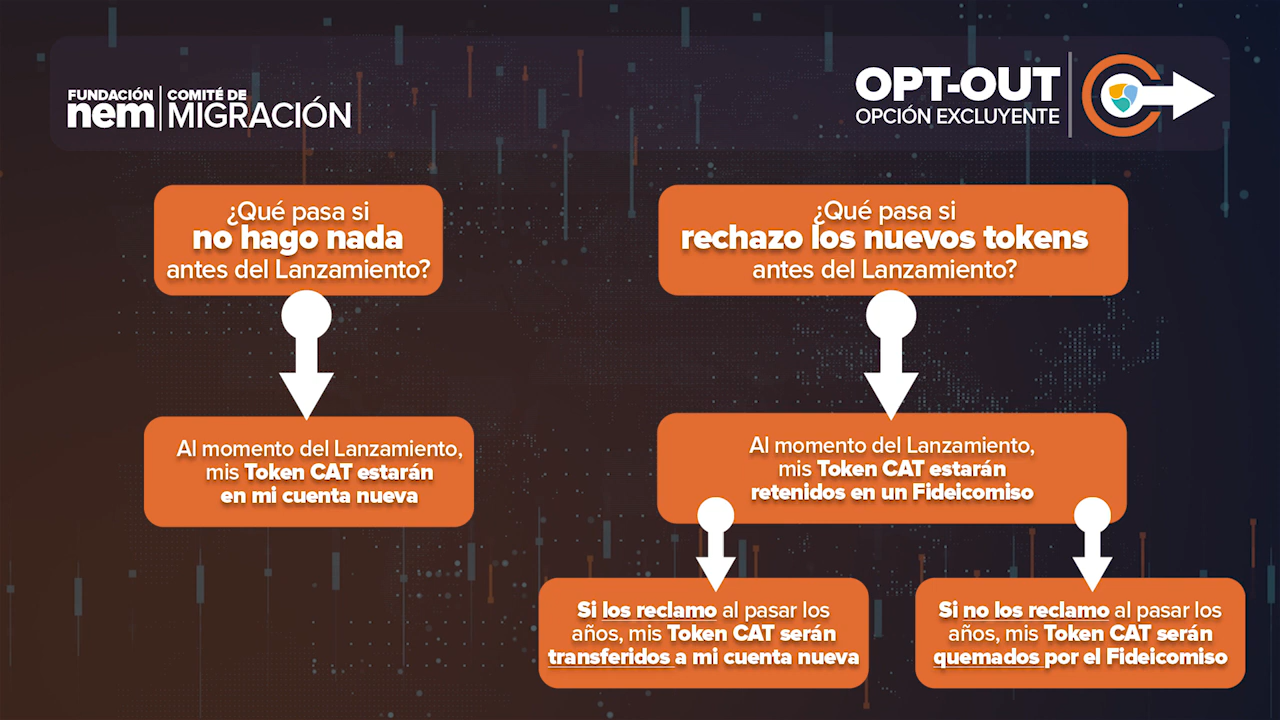 FUNDACIÓN
nem
COMITÉ DE
MIGRACIÓN
OPT-OUT
OPCIÓN EXCLUYENTE
¿Qué pasa si
no hago nada
antes del Lanzamiento?
Al momento del Lanzamiento,
mis Token CAT estarán
en mi cuenta nueva
¿Qué pasa si
rechazo los nuevos tokens
antes del Lanzamiento?
Al momento del Lanzamiento,
mis Token CAT estarán
retenidos en un Fideicomiso
Si los reclamo al pasar los
años, mis Token CAT serán
transferidos a mi cuenta nueva
Si no los reclamo al pasar los
años, mis Token CAT serán
quemados por el Fideicomiso